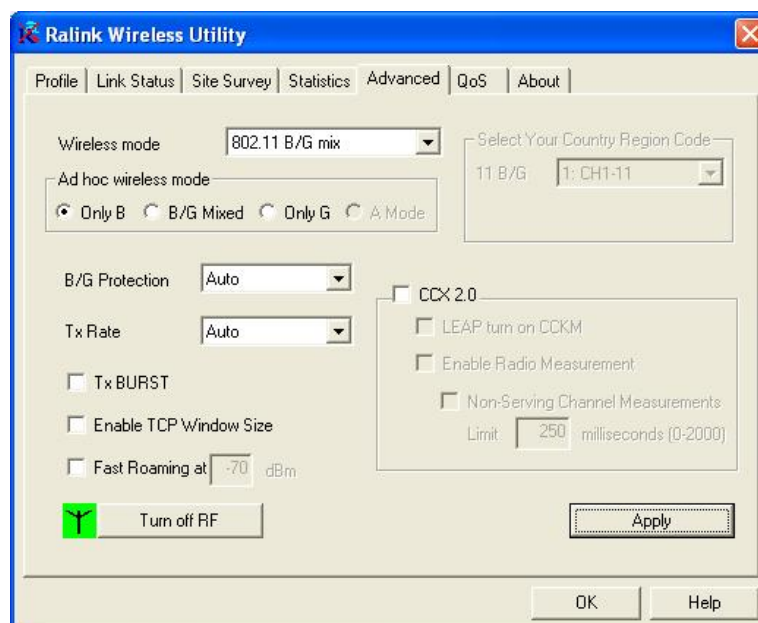 Ralink Wireless Utility
Profile Link Status Site Survey Statistics Advanced QoS About
Wireless mode 802.11 B/G mix
Select Your Country Region Code
11 B/G 1: CH1-11
Ad hoc wireless mode
Only B B/G Mixed Only G A Mode
B/G Protection Auto
CCX 2.0
Tx Rate Auto
LEAP turn on CCKM
Enable Radio Measurement
Tx BURST
Non-Serving Channel Measurements
Enable TCP Window Size
Limit 250 milliseconds (0-2000)
Fast Roaming at -70 dBm
Turn off RF
Apply
OK Help